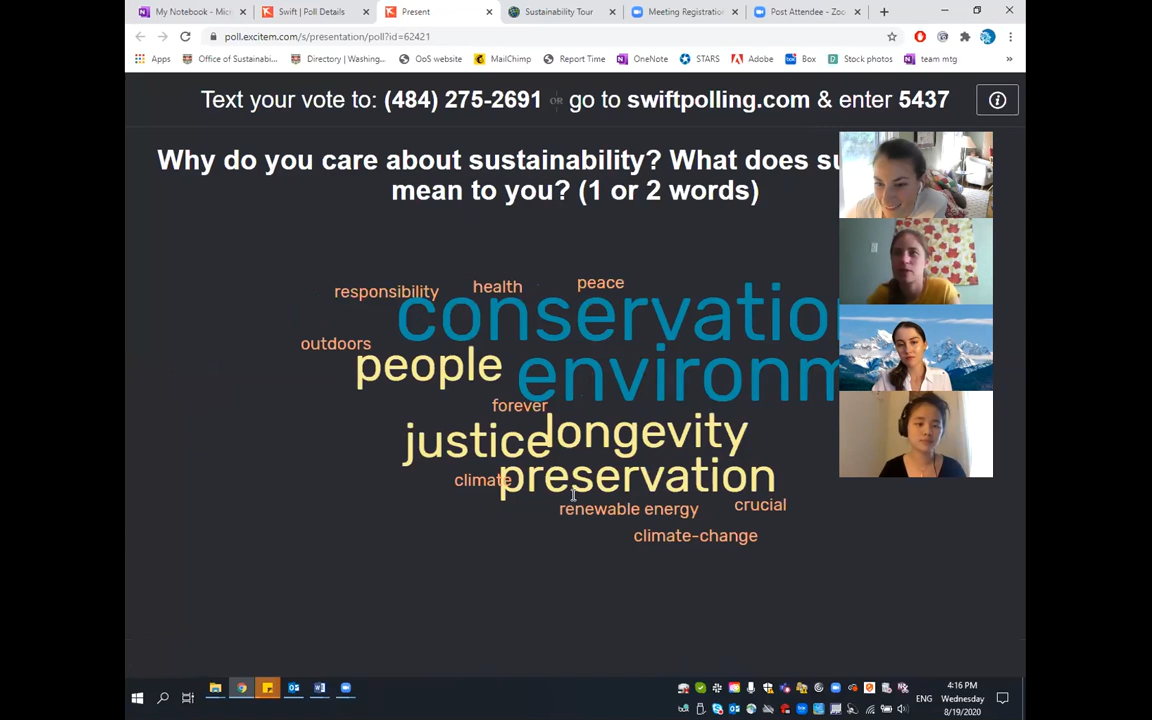 My Notebook - Micr
Swift | Poll Details
Present
Sustainability Tour
Meeting Registration
Post Attendee - Zoo
poll.excitem.com/s/presentation/poll?id=62421
Apps Office of Sustainabi... Directory | Washing... OoS website MailChimp Report Time OneNote STARS Adobe Box Stock photos team mtg
Text your vote to: (484) 275-2691 OR go to swiftpolling.com & enter 5437
Why do you care about sustainability? What does su
mean to you? (1 or 2 words)
responsibility health peace
conservation
outdoors
people environm
forever
justice longevity
climate preservation
renewable energy crucial
climate-change
4:16 PM
ENG Wednesday
8/19/2020